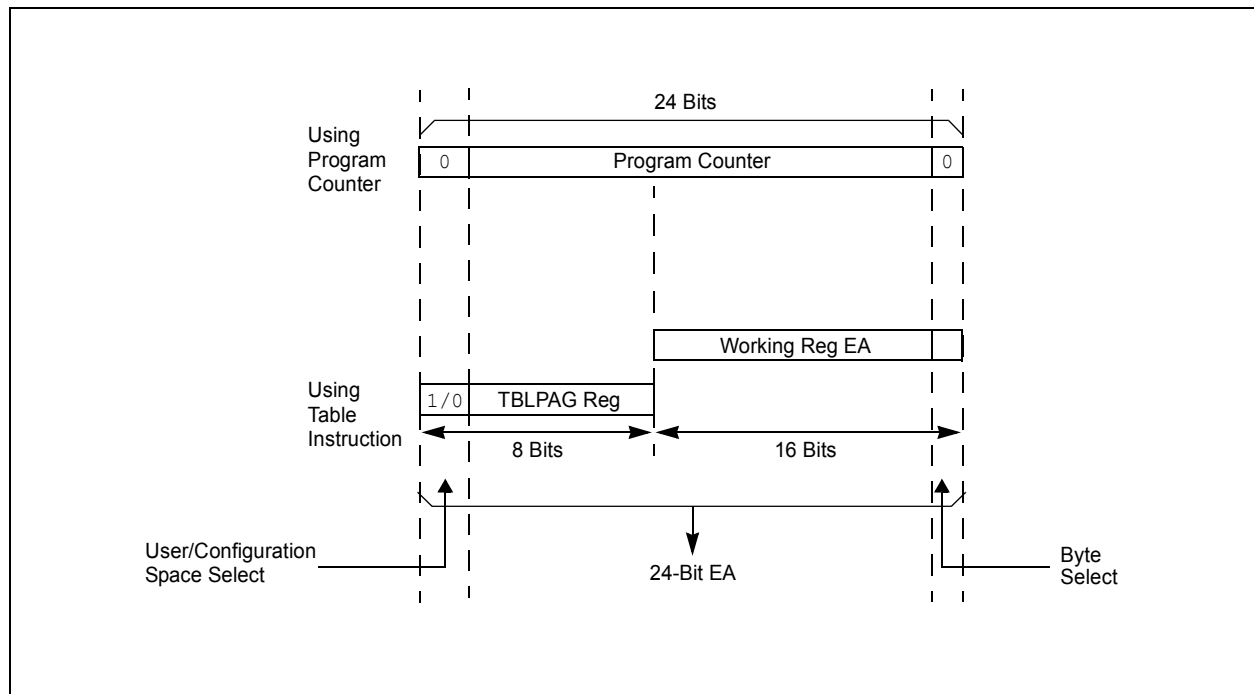 24 Bits
Using
Program
Counter
0
Program Counter
0
Working Reg EA
Using
Table
Instruction
1/0
TBLPAG Reg
8 Bits
16 Bits
User/Configuration
Space Select
24-Bit EA
Byte
Select